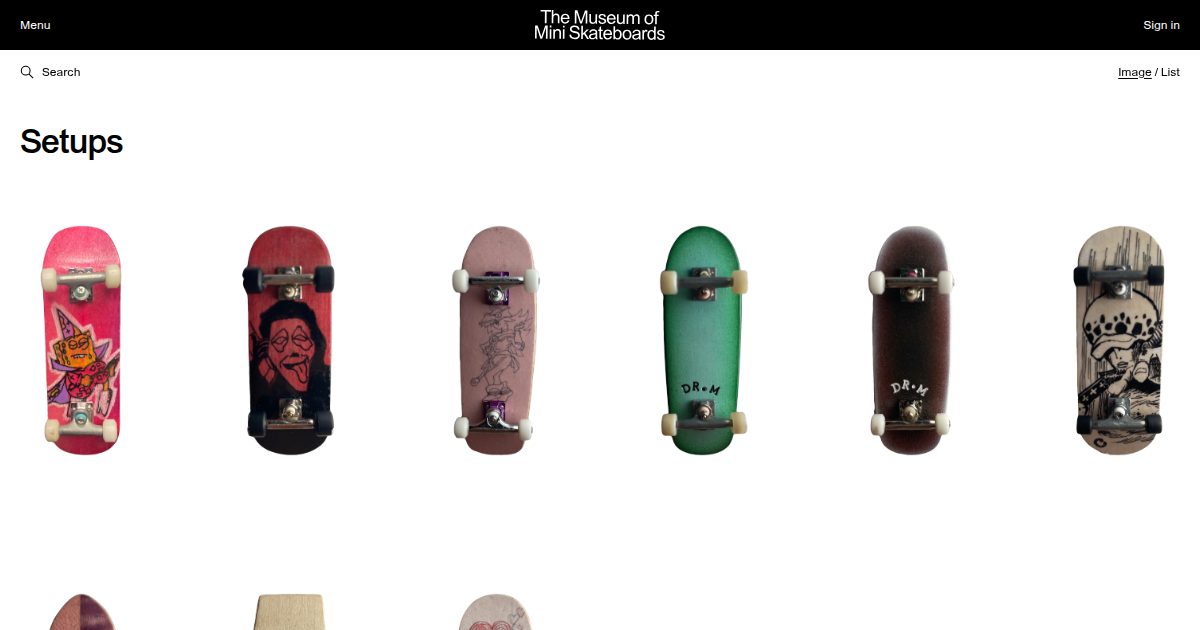 Menu
The Museum of
Mini Skateboards
Sign in
Search
Image / List
Setups
DR•M
DR•M